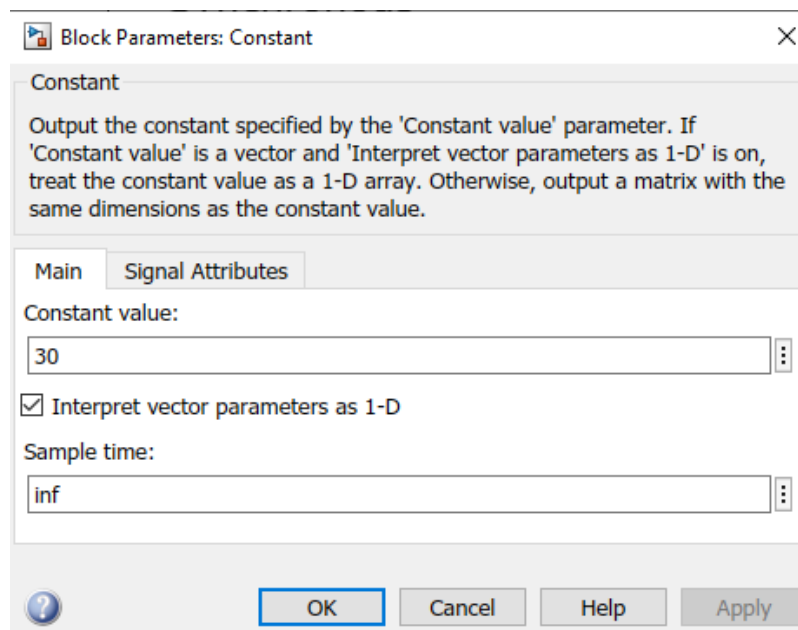 Block Parameters: Constant
Constant
Output the constant specified by the 'Constant value' parameter. If
'Constant value' is a vector and 'Interpret vector parameters as 1-D' is on,
treat the constant value as a 1-D array. Otherwise, output a matrix with the
same dimensions as the constant value.
Main Signal Attributes
Constant value:
30
Interpret vector parameters as 1-D
Sample time:
inf
OK Cancel Help Apply